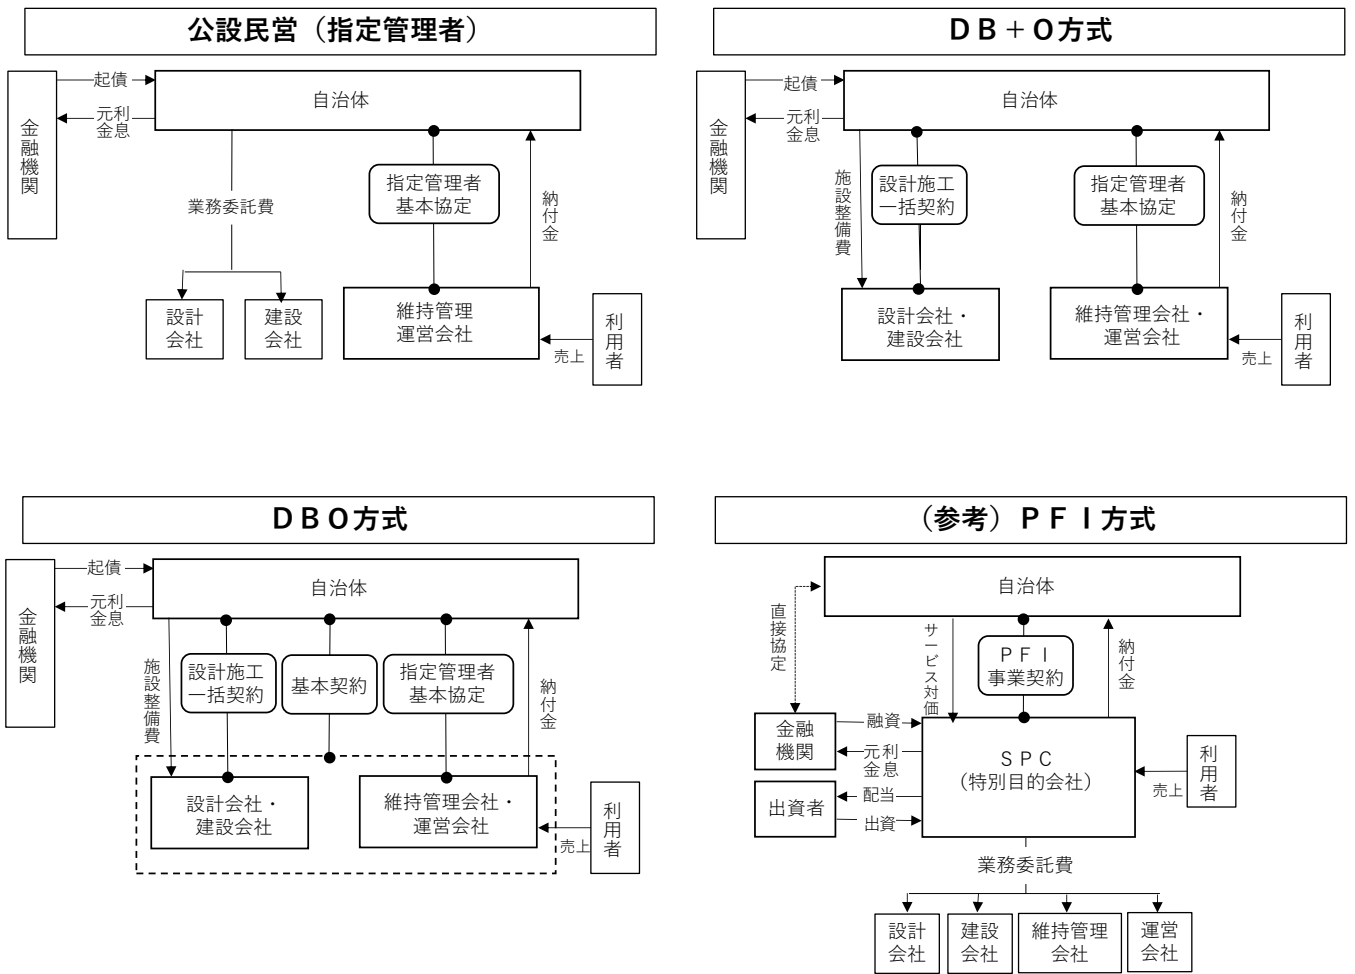 公設民営（指定管理者）
起債
自治体
元利
金息
金融機関
業務委託費
指定管理者
基本協定
納付金
設計
会社
建設
会社
維持管理
運営会社
利用者
売上
ＤＢ＋Ｏ方式
起債
自治体
元利
金息
金融機関
施設整備費
設計施工
一括契約
指定管理者
基本協定
納付金
設計会社・
建設会社
維持管理会社・
運営会社
利用者
売上
ＤＢＯ方式
起債
自治体
元利
金息
金融機関
施設整備費
設計施工
一括契約
基本契約
指定管理者
基本協定
納付金
設計会社・
建設会社
維持管理会社・
運営会社
利用者
売上
（参考）ＰＦＩ方式
自治体
直接協定
サービス対価
ＰＦＩ
事業契約
納付金
金融
機関
融資
元利
金息
ＳＰＣ
（特別目的会社）
利用者
売上
出資者
配当
出資
業務委託費
設計
会社
建設
会社
維持管理
会社
運営
会社